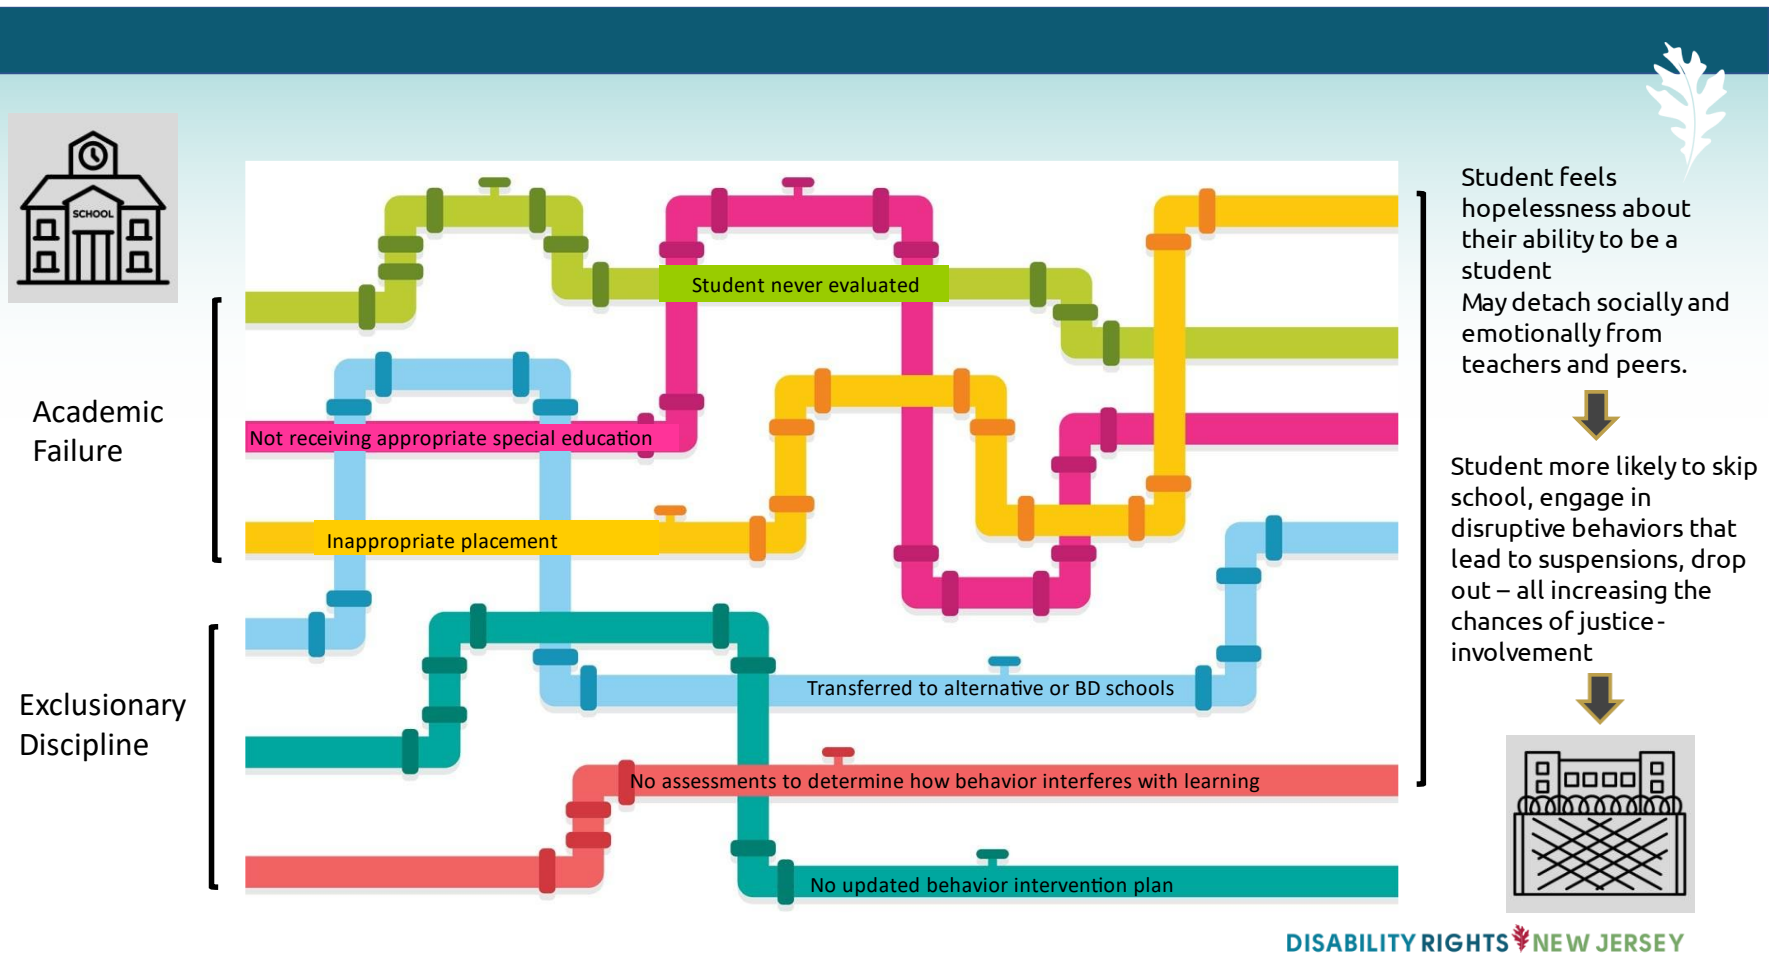 SCHOOL
Academic
Failure
Exclusionary
Discipline
Student never evaluated
Not receiving appropriate special education
Inappropriate placement
Transferred to alternative or BD schools
No assessments to determine how behavior interferes with learning
No updated behavior intervention plan
Student feels
hopelessness about
their ability to be a
student
May detach socially and
emotionally from
teachers and peers.
Student more likely to skip
school, engage in
disruptive behaviors that
lead to suspensions, drop
out – all increasing the
chances of justice-
involvement
DISABILITY RIGHTS NEW JERSEY